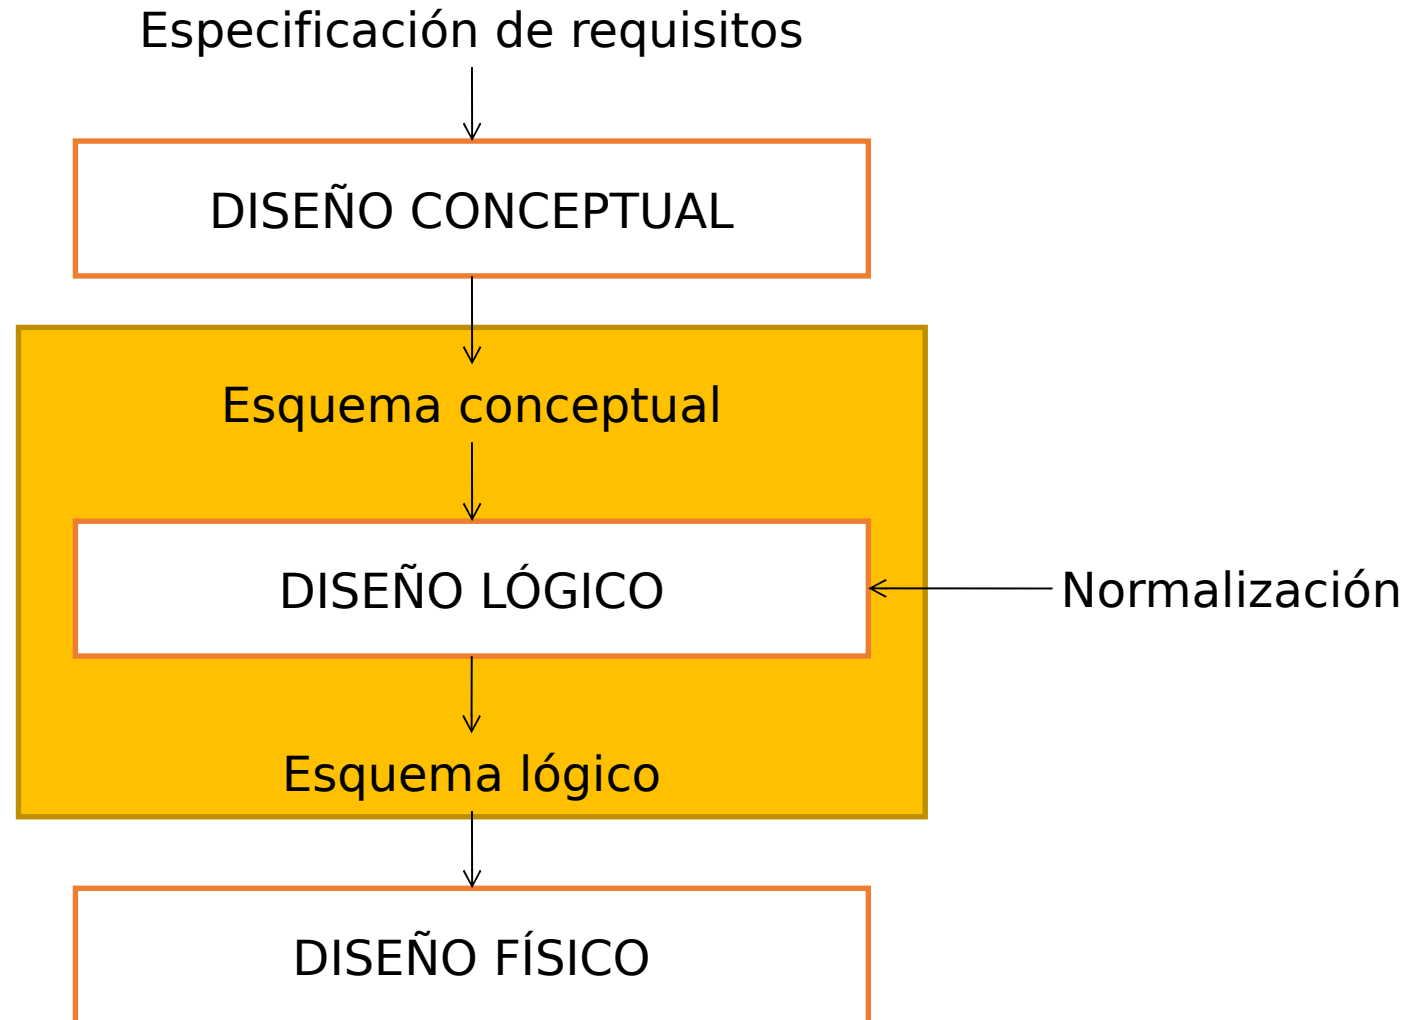 Especificación de requisitos
DISEÑO CONCEPTUAL
Esquema conceptual
DISEÑO LÓGICO
Normalización
Esquema lógico
DISEÑO FÍSICO